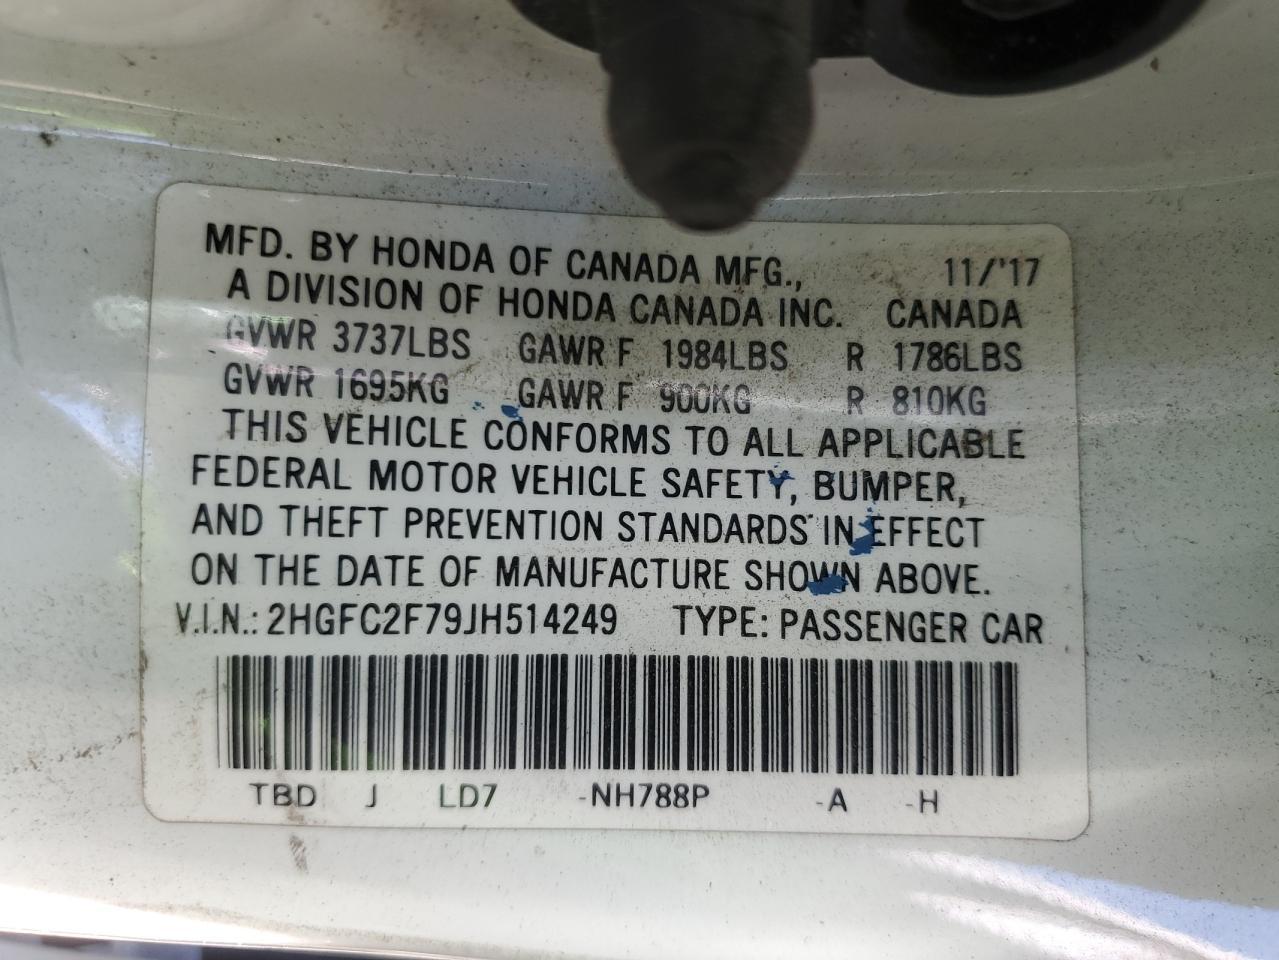 MFD. BY HONDA OF CANADA MFG., 11/'17
A DIVISION OF HONDA CANADA INC. CANADA
GVWR 3737LBS GAWR F 1984LBS R 1786LBS
GVWR 1695KG GAWR F 900KG R 810KG
THIS VEHICLE CONFORMS TO ALL APPLICABLE
FEDERAL MOTOR VEHICLE SAFETY, BUMPER,
AND THEFT PREVENTION STANDARDS IN EFFECT
ON THE DATE OF MANUFACTURE SHOWN ABOVE.
V.I.N.: 2HGFC2F79JH514249 TYPE: PASSENGER CAR
TBD J LD7 -NH788P -A -H